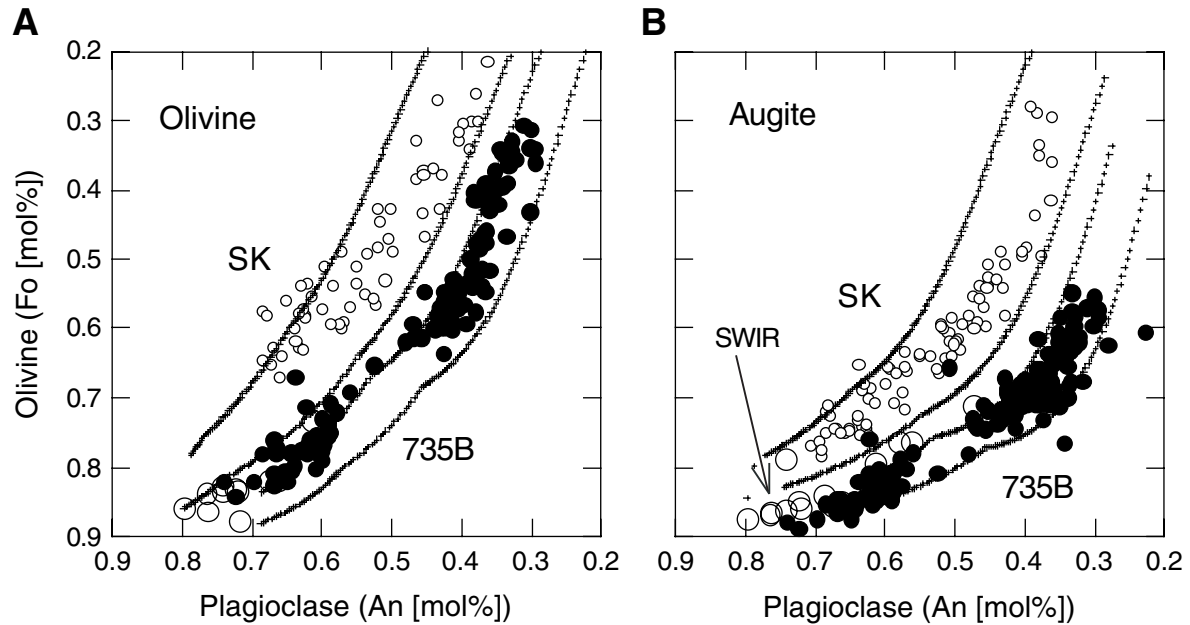 A
B
0.2
0.3
0.4
0.5
0.6
0.7
0.8
0.9
Olivine (Fo [mol%])
Olivine
SK
735B
0.9 0.8 0.7 0.6 0.5 0.4 0.3 0.2
Plagioclase (An [mol%])
Augite
SK
SWIR
735B
0.9 0.8 0.7 0.6 0.5 0.4 0.3 0.2
Plagioclase (An [mol%])